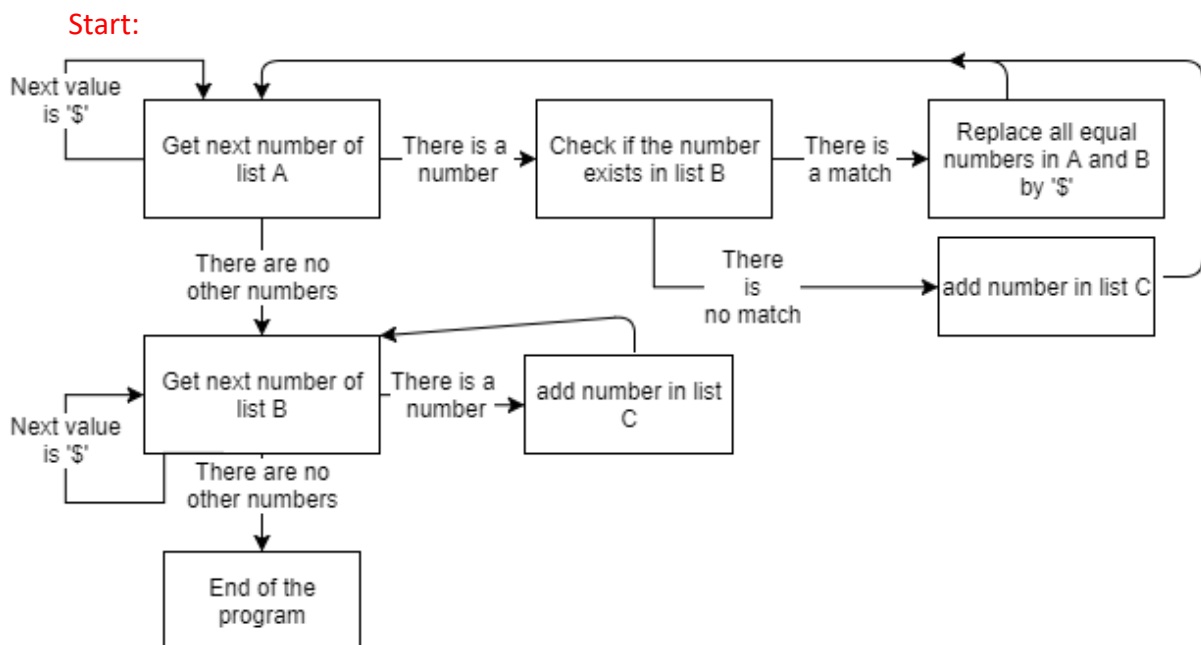 Start:
Next value
is '$'
Get next number of
list A
There is a
number
Check if the number
exists in list B
There is
a match
Replace all equal
numbers in A and B
by '$'
There are no
other numbers
There
is
no match
add number in list C
Get next number of
list B
There is a
number
add number in list
C
Next value
is '$'
There are no
other numbers
End of the
program